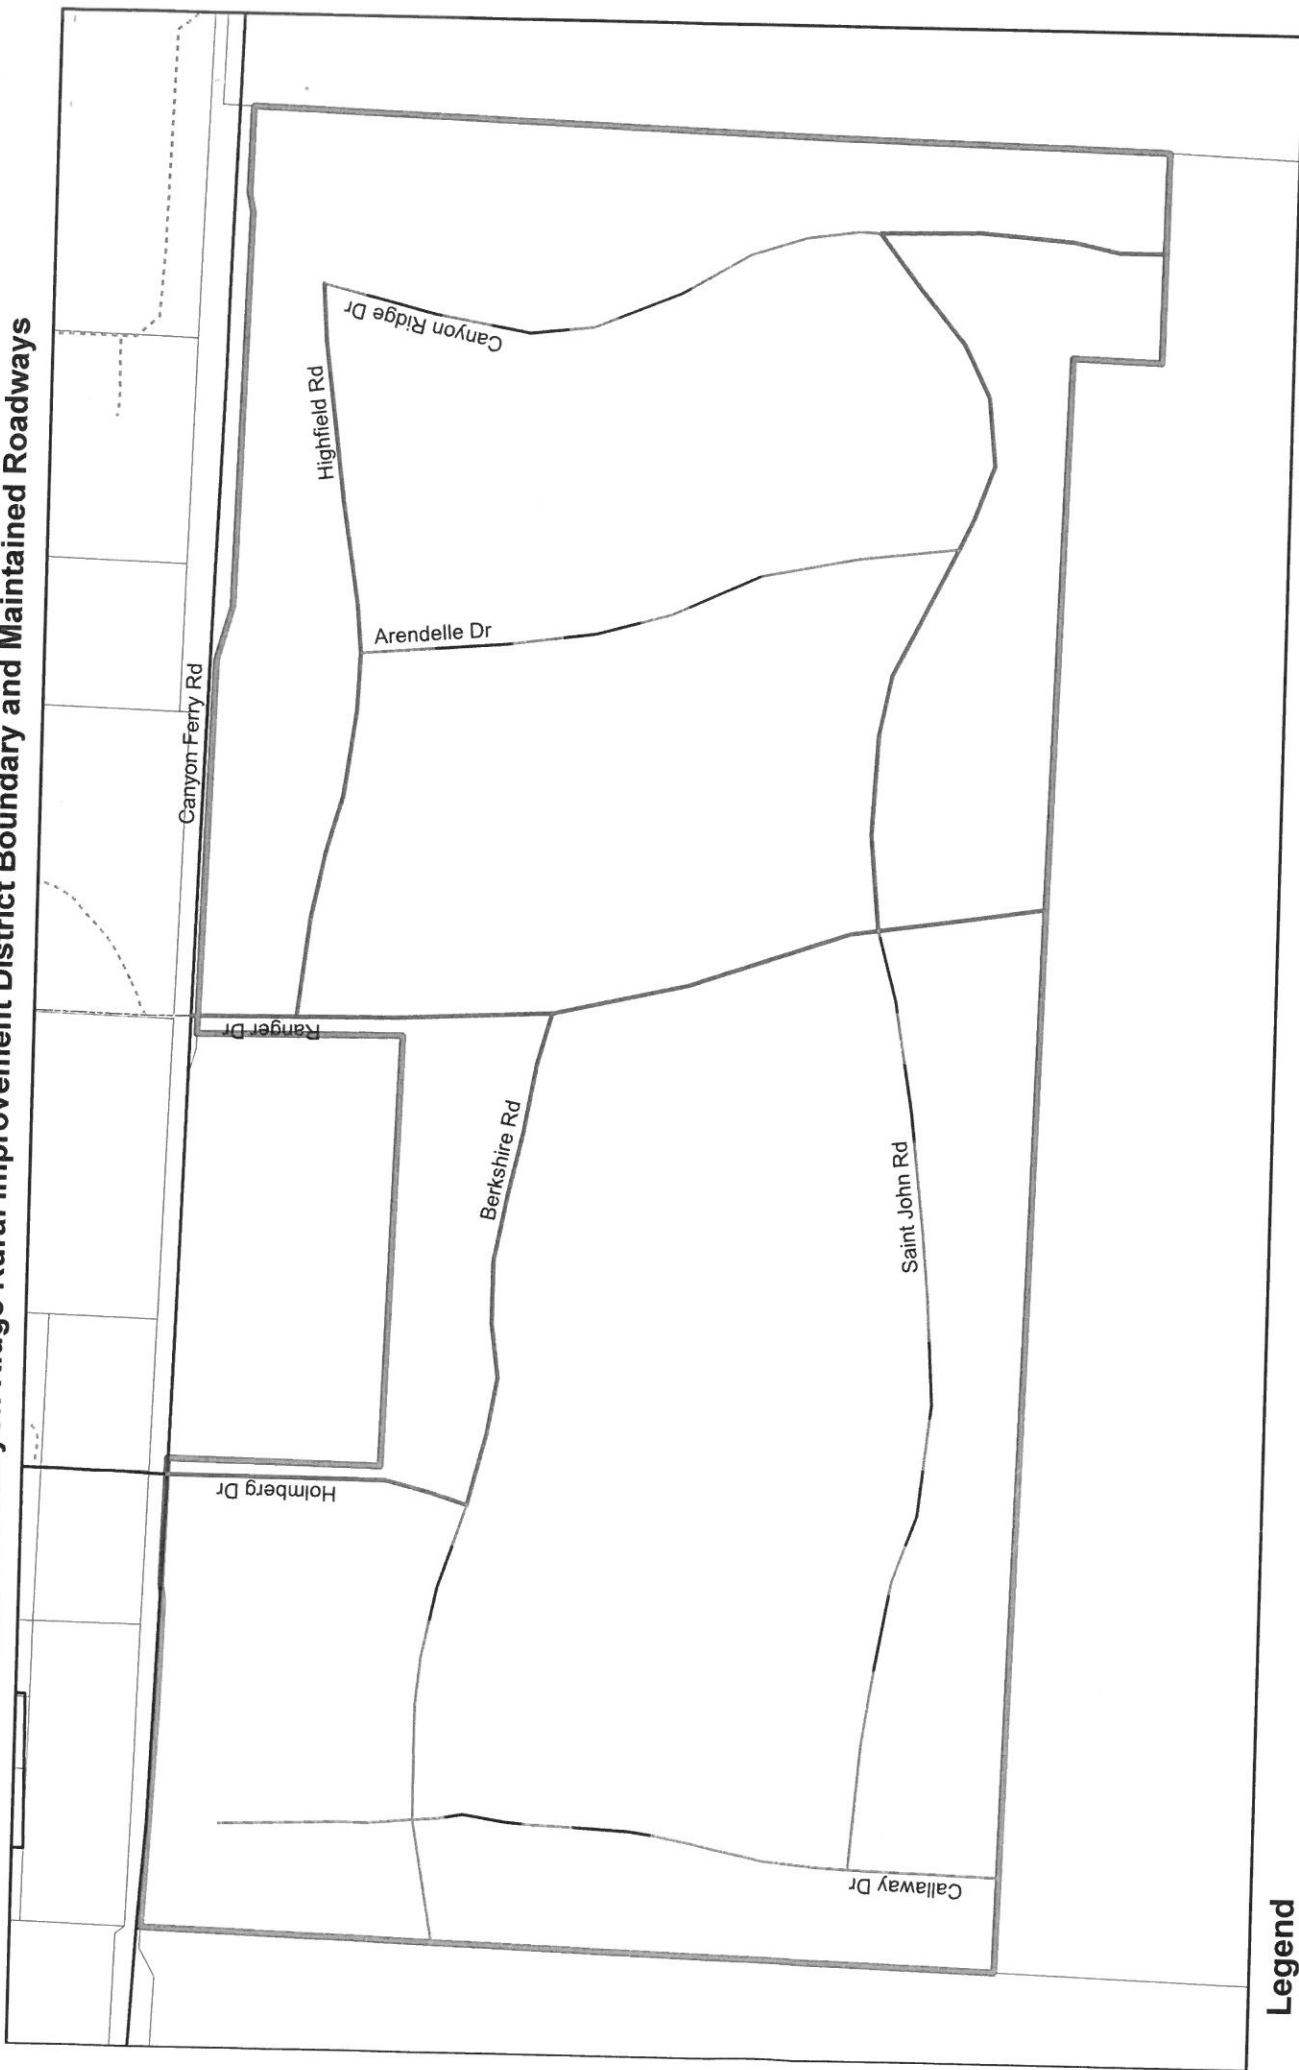 Ridge Rural Improvement District Boundary and Maintained Roadways
Canyon Ferry Rd
Highfield Rd
Canyon Ridge Dr
Arendelle Dr
Ranger Dr
Berkshire Rd
Saint John Rd
Holmberg Dr
Callaway Dr
Legend